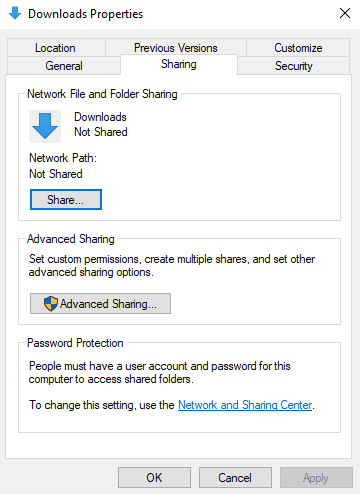 Downloads Properties
Location
Previous Versions
Customize
General
Sharing
Security
Network File and Folder Sharing
Downloads
Not Shared
Network Path:
Not Shared
Share...
Advanced Sharing
Set custom permissions, create multiple shares, and set other
advanced sharing options.
Advanced Sharing...
Password Protection
People must have a user account and password for this
computer to access shared folders.
To change this setting, use the Network and Sharing Center.
OK
Cancel
Apply